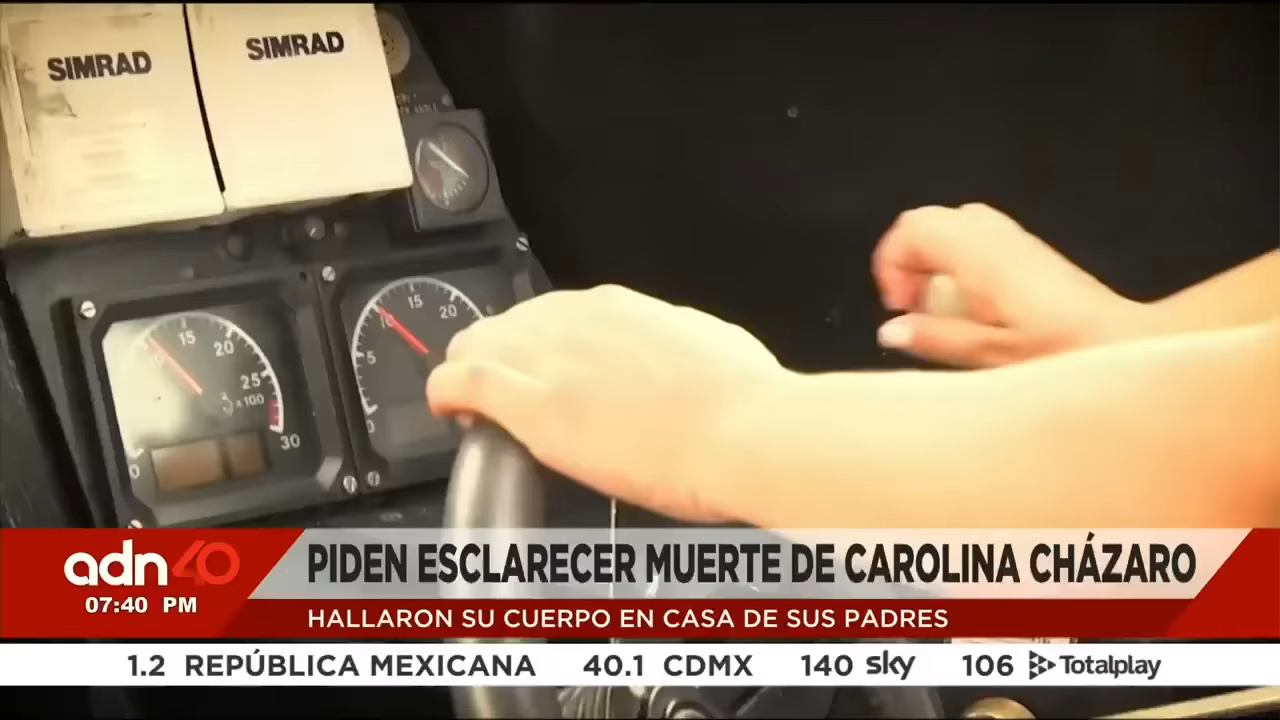 SIMRAD
SIMRAD
15
20
25
x 100
30
0
10
15
20
5
0
adn40
07:40 PM
PIDEN ESCLARECER MUERTE DE CAROLINA CHÁZARO
HALLARON SU CUERPO EN CASA DE SUS PADRES
1.2 REPÚBLICA MEXICANA 40.1 CDMX 140 sky 106 Totalplay